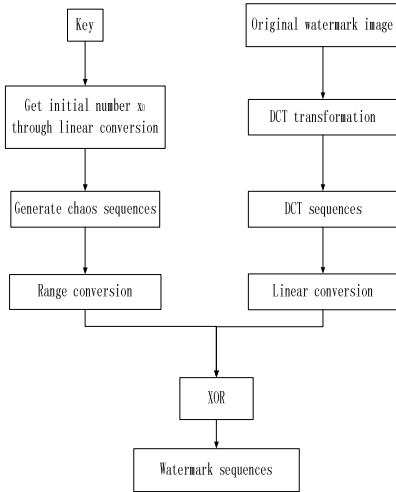 Key
Original watermark image
Get initial number x₀
through linear conversion
DCT transformation
Generate chaos sequences
DCT sequences
Range conversion
Linear conversion
XOR
Watermark sequences